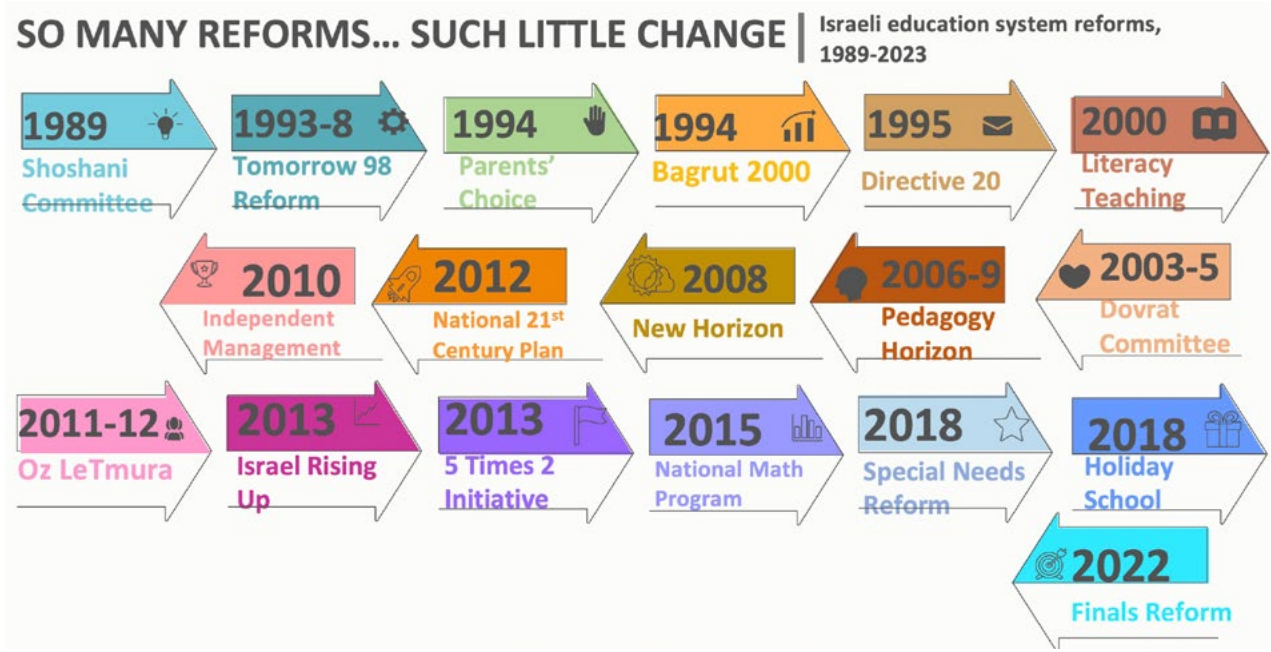 SO MANY REFORMS... SUCH LITTLE CHANGE
Israeli education system reforms,
1989-2023
1989
Shoshani
Committee
1993-8
Tomorrow 98
Reform
1994
Parents'
Choice
1994
Bagrut 2000
1995
Directive 20
2000
Literacy
Teaching
2003-5
Dovrat
Committee
2006-9
Pedagogy
Horizon
2008
New Horizon
2012
National 21st
Century Plan
2010
Independent
Management
2011-12
Oz LeTmura
2013
Israel Rising
Up
2013
5 Times 2
Initiative
2015
National Math
Program
2018
Special Needs
Reform
2018
Holiday
School
2022
Finals Reform